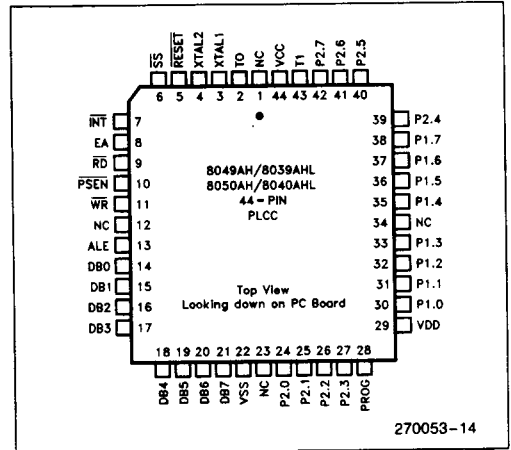 SS RESET XTAL2 XTAL1 TO NC VCC T1 P2.7 P2.6 P2.5
6 5 4 3 2 1 44 43 42 41 40
INT 7
EA 8
RD 9
PSEN 10
WR 11
NC 12
ALE 13
DB0 14
DB1 15
DB2 16
DB3 17
8049AH/8039AHL
8050AH/8040AHL
44-PIN
PLCC
Top View
Looking down on PC Board
39 P2.4
38 P1.7
37 P1.6
36 P1.5
35 P1.4
34 NC
33 P1.3
32 P1.2
31 P1.1
30 P1.0
29 VDD
18 19 20 21 22 23 24 25 26 27 28
DB4 DB5 DB6 DB7 VSS NC P2.0 P2.1 P2.2 P2.3 PROG
270053-14